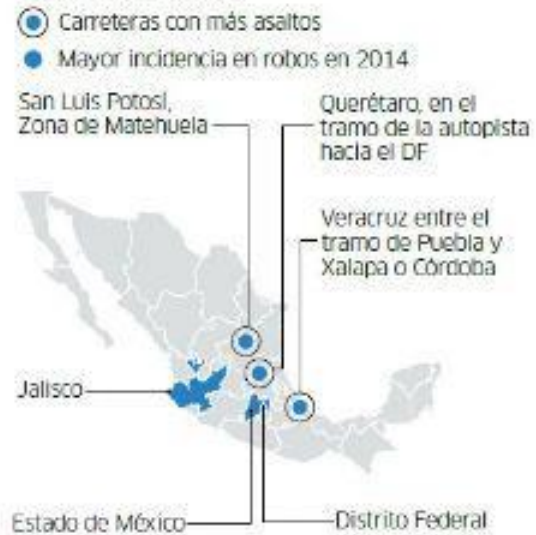 Carreteras con más asaltos
Mayor incidencia en robos en 2014
San Luis Potosí,
Zona de Matehuela
Querétaro, en el
tramo de la autopista
hacia el DF
Veracruz entre el
tramo de Puebla y
Xalapa o Córdoba
Jalisco
Estado de México
Distrito Federal